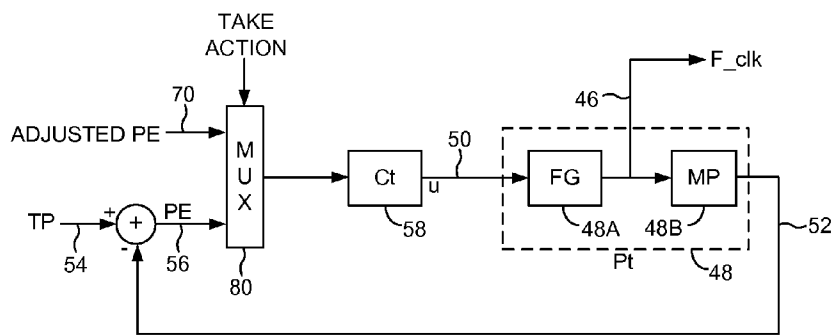 TAKE
ACTION
F_clk
70
46
ADJUSTED PE
MUX
50
Ct
u
FG
MP
TP
+
+
-
PE
54
56
58
48A
48B
52
80
Pt
48